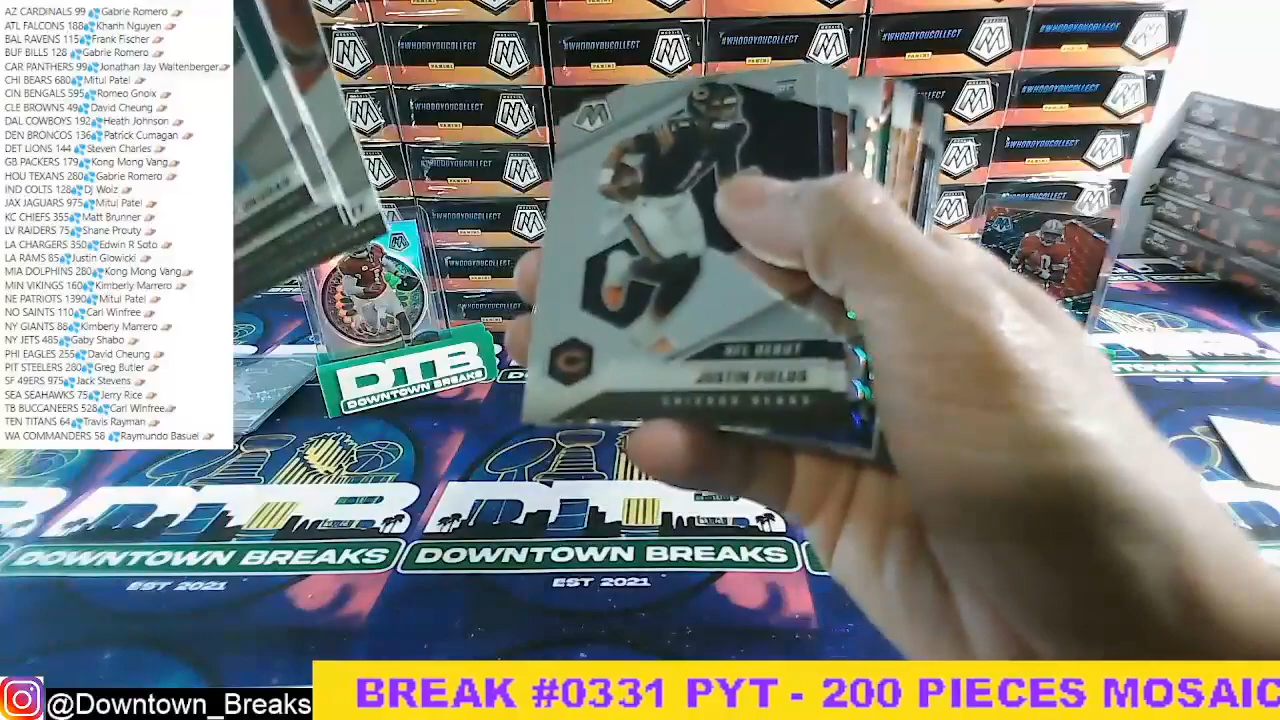 AZ CARDINALS 99 Gabrie Romero
ATL FALCONS 188 Khanh Nguyen
BAL RAVENS 115 Frank Fischer
BUF BILLS 128 Gabrie Romero
CAR PANTHERS 99 Jonathan Jay Waltenberger
CHI BEARS 680 Mitul Patel
CIN BENGALS 595 Romeo Gnoix
CLE BROWNS 49 David Cheung
DAL COWBOYS 192 Heath Johnson
DEN BRONCOS 136 Patrick Cumagan
DET LIONS 144 Steven Charles
GB PACKERS 179 Kong Mong Vang
HOU TEXANS 280 Gabrie Romero
IND COLTS 128 DJ Woiz
JAX JAGUARS 975 Mitul Patel
KC CHIEFS 355 Matt Brunner
LV RAIDERS 75 Shane Prouty
LA CHARGERS 350 Edwin R Soto
LA RAMS 85 Justin Glowicki
MIA DOLPHINS 280 Kong Mong Vang
MIN VIKINGS 160 Kimberly Marrero
NE PATRIOTS 1390 Mitul Patel
NO SAINTS 110 Carl Winfree
NY GIANTS 88 Kimberly Marrero
NY JETS 485 Gaby Shabo
PHI EAGLES 255 David Cheung
PIT STEELERS 280 Greg Butler
SF 49ERS 975 Jack Stevens
SEA SEAHAWKS 75 Jerry Rice
TB BUCCANEERS 528 Carl Winfree
TEN TITANS 64 Travis Rayman
WA COMMANDERS 58 Raymundo Basuel
#WHODOYOUCOLLECT
PANINI
NFL DEBUT
JUSTIN FIELDS
CHICAGO BEARS
DTB
DOWNTOWN BREAKS
DTB
DOWNTOWN BREAKS
EST 2021
DTB
DOWNTOWN BREAKS
EST 2021
@Downtown_Breaks
BREAK #0331 PYT - 200 PIECES MOSAIC